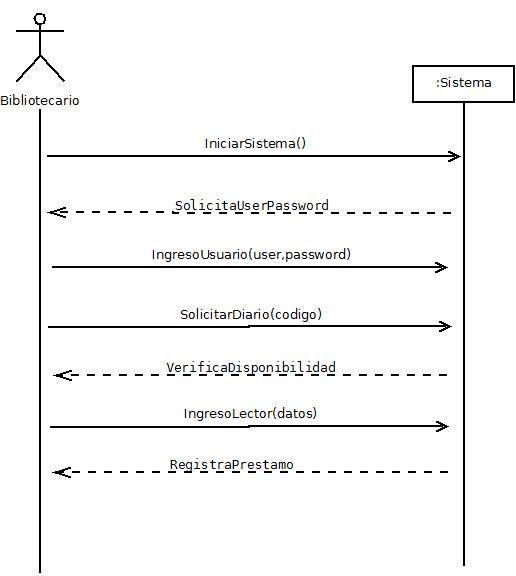 :Sistema
Bibliotecario
IniciarSistema()
SolicitaUserPassword
IngresoUsuario(user,password)
SolicitarDiario(codigo)
VerificaDisponibilidad
IngresoLector(datos)
RegistraPrestamo